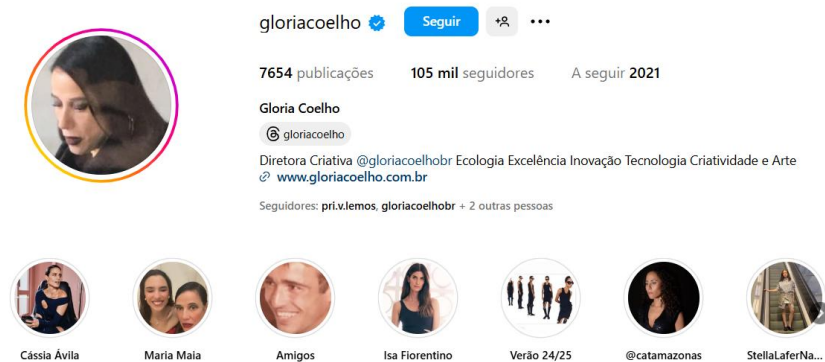 gloriacoelho
Seguir
7654 publicações 105 mil seguidores A seguir 2021
Gloria Coelho
gloriacoelho
Diretora Criativa @gloriacoelhobr Ecologia Excelência Inovação Tecnologia Criatividade e Arte
www.gloriacoelho.com.br
Seguidores: pri.v.lemos, gloriacoelhobr + 2 outras pessoas
Cássia Ávila Maria Maia Amigos Isa Fiorentino Verão 24/25 @catamazonas StellaLaferNa...